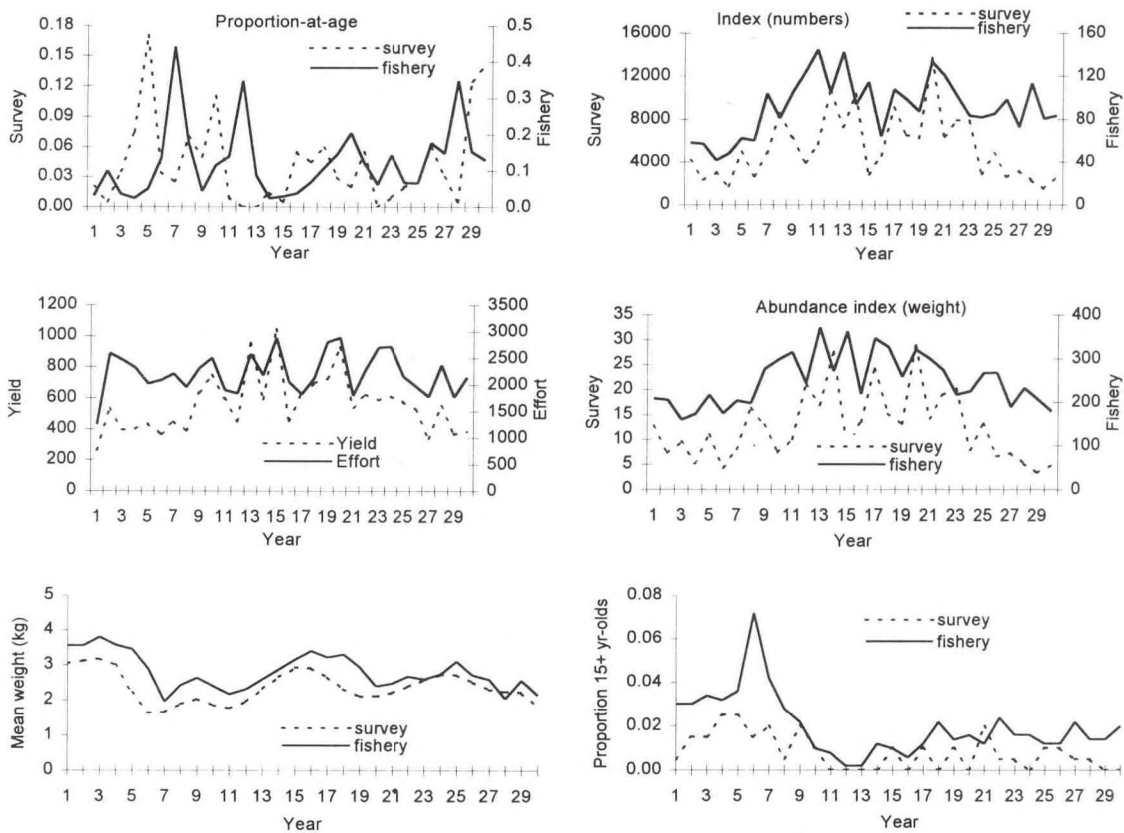 Proportion-at-age
survey
fishery
0.18
0.15
0.12
0.09
0.06
0.03
0.00
Survey
0.5
0.4
0.3
0.2
0.1
0.0
Fishery
1 3 5 7 9 11 13 15 17 19 21 23 25 27 29
Year
Index (numbers)
survey
fishery
16000
12000
8000
4000
0
Survey
160
120
80
40
0
Fishery
1 3 5 7 9 11 13 15 17 19 21 23 25 27 29
Year
1200
1000
800
600
400
200
0
Yield
3500
3000
2500
2000
1500
1000
500
0
Effort
Yield
Effort
1 3 5 7 9 11 13 15 17 19 21 23 25 27 29
Year
Abundance index (weight)
35
30
25
20
15
10
5
0
Survey
400
300
200
100
0
Fishery
survey
fishery
1 3 5 7 9 11 13 15 17 19 21 23 25 27 29
Year
5
4
3
2
1
0
Mean weight (kg)
survey
fishery
1 3 5 7 9 11 13 15 17 19 21 23 25 27 29
Year
0.08
0.06
0.04
0.02
0.00
Proportion 15+ yr-olds
survey
fishery
1 3 5 7 9 11 13 15 17 19 21 23 25 27 29
Year